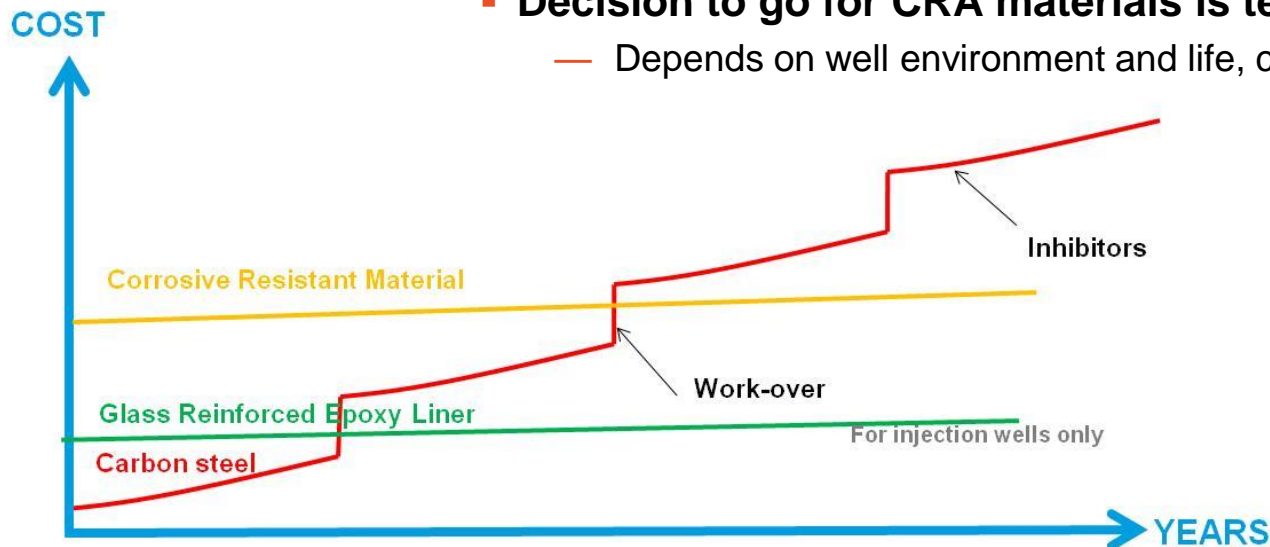 Decision to go for CRA materials is
Depends on well environment and life,
COST
Corrosive Resistant Material
Inhibitors
Work-over
Glass Reinforced Epoxy Liner
For injection wells only
Carbon steel
YEARS